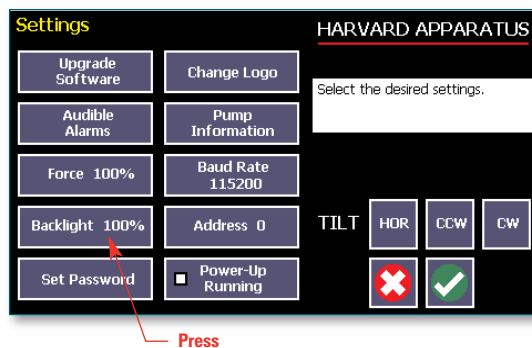 Settings
HARVARD APPARATUS
Upgrade
Software
Change Logo
Select the desired settings.
Audible
Alarms
Pump
Information
Force 100%
Baud Rate
115200
Backlight 100%
Address 0
TILT
HOR
CCW
CW
Set Password
Power-Up
Running
Press